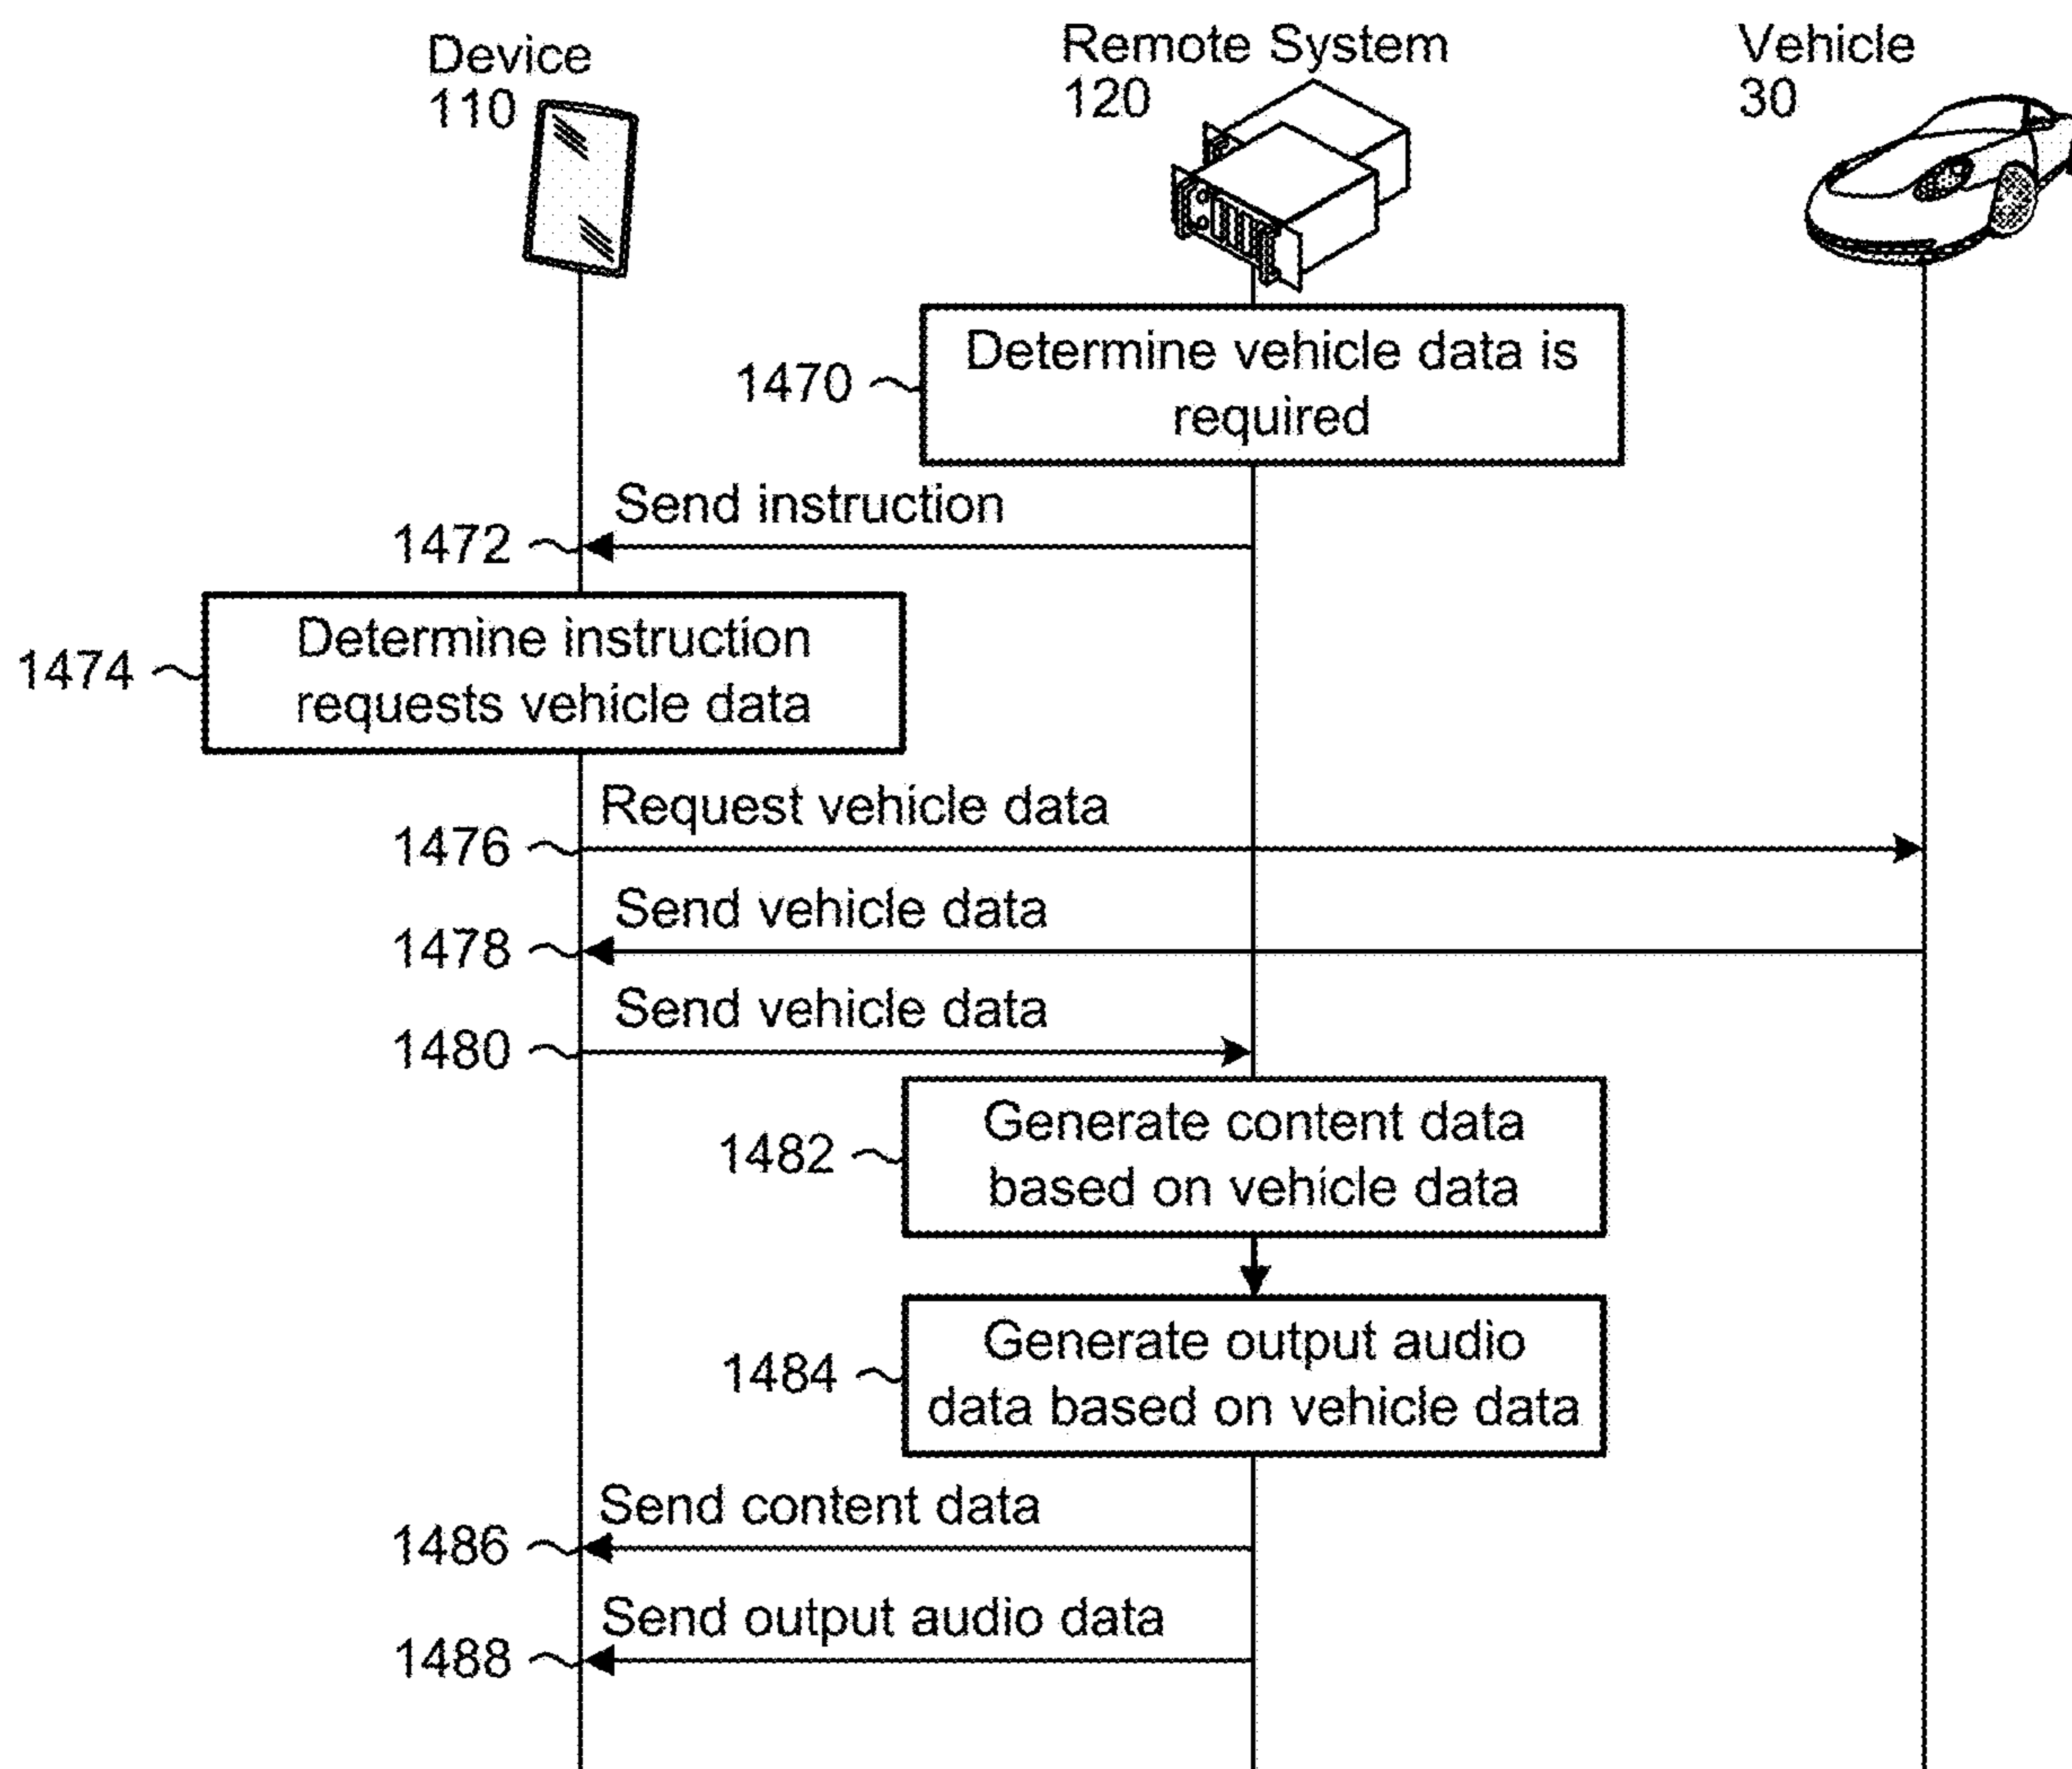 Device
110
Remote System
120
Vehicle
30
1470
Determine vehicle data is
required
Send instruction
1472
1474
Determine instruction
requests vehicle data
Request vehicle data
1476
Send vehicle data
1478
Send vehicle data
1480
1482
Generate content data
based on vehicle data
1484
Generate output audio
data based on vehicle data
Send content data
1486
Send output audio data
1488